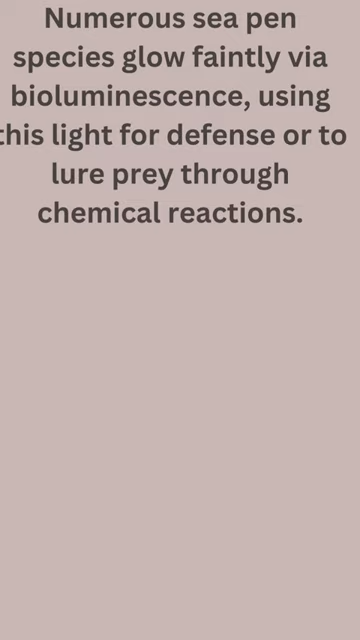 Numerous sea pen
species glow faintly via
bioluminescence, using
this light for defense or to
lure prey through
chemical reactions.